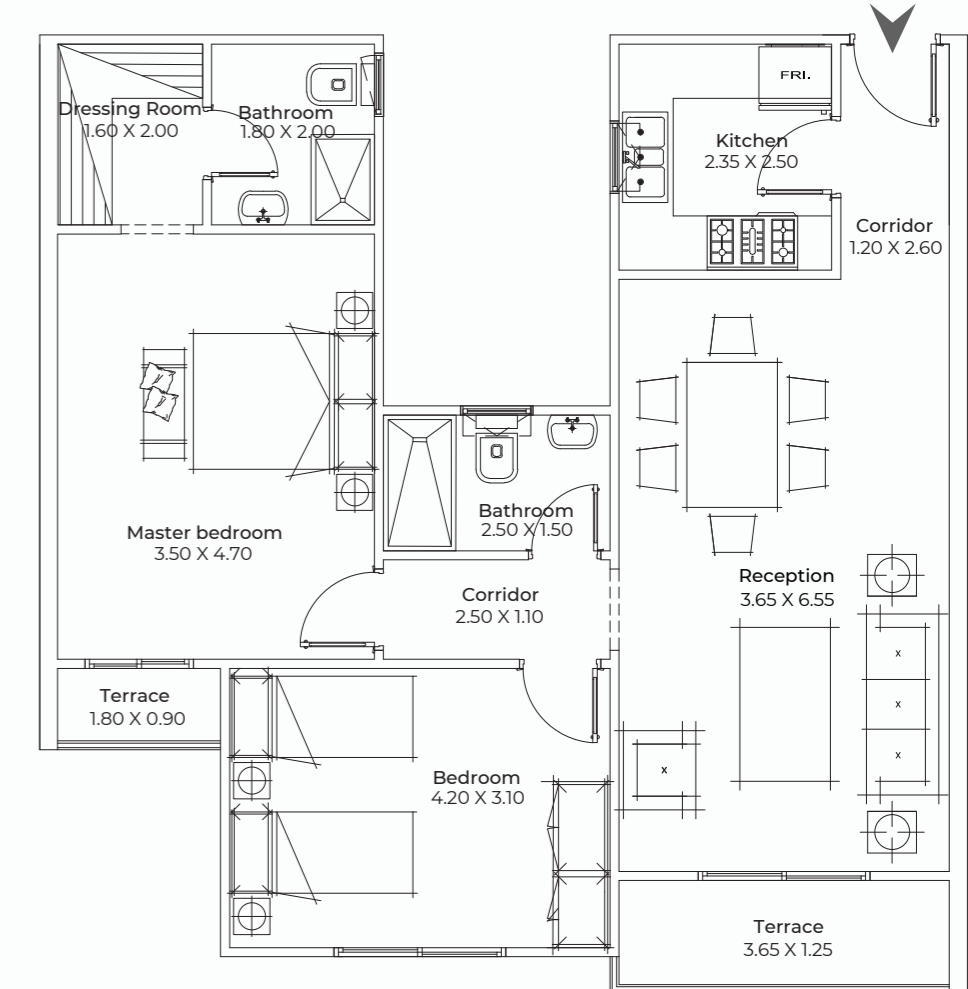 FRI.
Dressing Room
1.60 X 2.00
Bathroom
1.80 X 2.00
Kitchen
2.35 X 2.50
Corridor
1.20 X 2.60
Master bedroom
3.50 X 4.70
Bathroom
2.50 X 1.50
Corridor
2.50 X 1.10
Reception
3.65 X 6.55
Terrace
1.80 X 0.90
Bedroom
4.20 X 3.10
x
x
x
x
Terrace
3.65 X 1.25